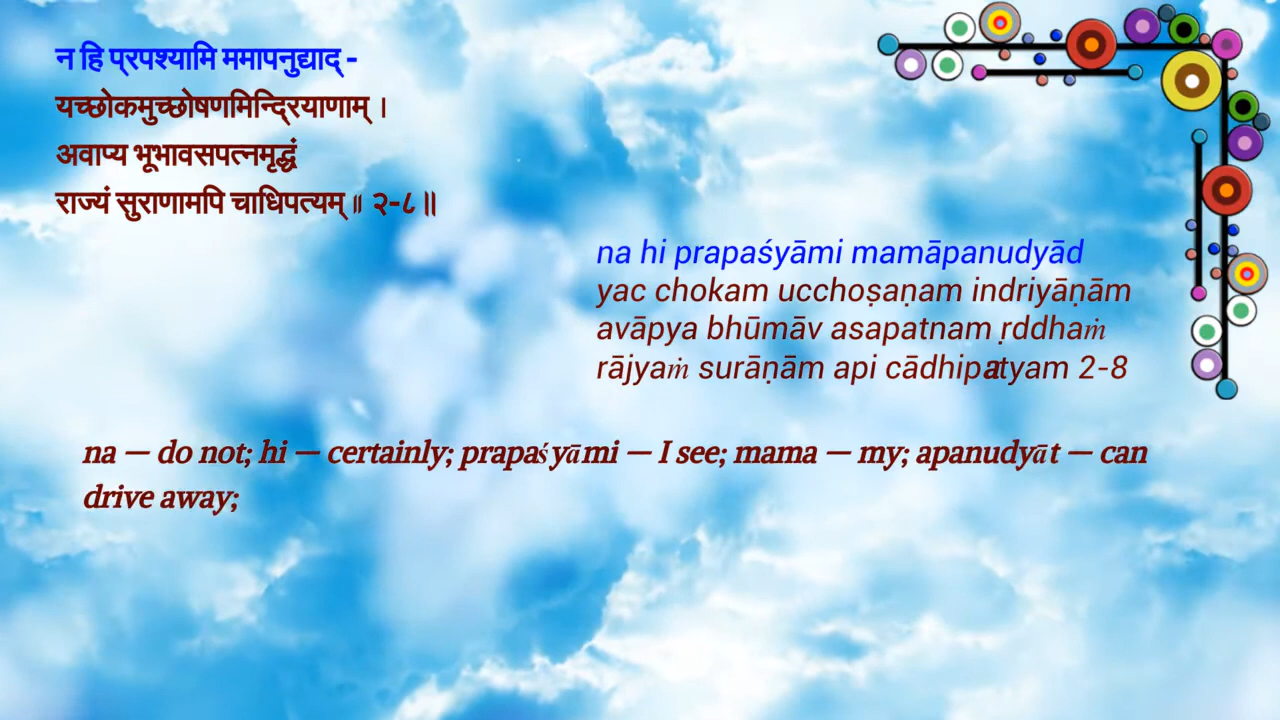 न हि प्रपश्यामि ममापनुद्याद् -
यच्छोकमुच्छोषणमिन्द्रियाणाम् ।
अवाप्य भूभावसपत्नमृद्धं
राज्यं सुराणामपि चाधिपत्यम् ॥ २-८॥
na hi prapaśyāmi mamāpanudyād
yac chokam ucchoṣaṇam indriyāṇām
avāpya bhūmāv asapatnam ṛddhaṁ
rājyaṁ surāṇām api cādhipatyam 2-8
na — do not; hi — certainly; prapaśyāmi — I see; mama — my; apanudyāt — can
drive away;